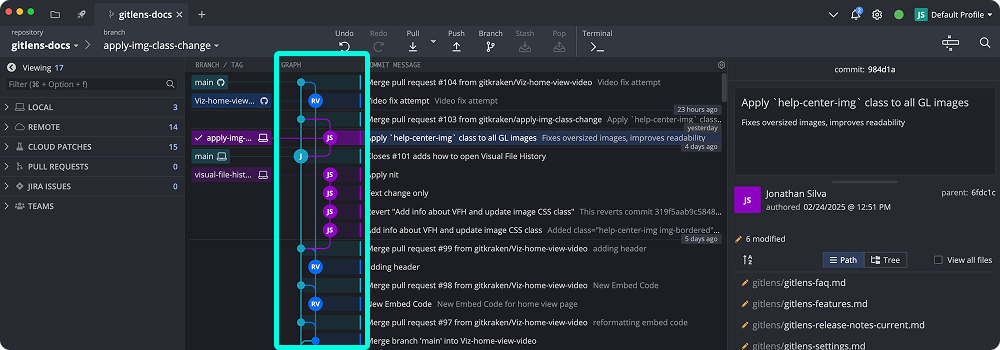 gitlens-docs
2
JS Default Profile
repository
gitlens-docs
branch
apply-img-class-change
Undo
Redo
Pull
Push
Branch
Stash
Pop
Terminal
Viewing 17
Filter (⌘ + Option + f)
LOCAL 3
REMOTE 14
CLOUD PATCHES 15
PULL REQUESTS 0
JIRA ISSUES 0
TEAMS
BRANCH / TAG GRAPH COMMIT MESSAGE
main Merge pull request #104 from gitkraken/Viz-home-view-video Video fix attempt
Viz-home-view... RV Video fix attempt Video fix attempt
23 hours ago
Merge pull request #103 from gitkraken/apply-img-class-change Apply `help-center-img` class...
yesterday
apply-img-... JS Apply `help-center-img` class to all GL images Fixes oversized images, improves readability
4 days ago
main J Closes #101 adds how to open Visual File History
visual-file-hist... JS Apply nit
JS Text change only
JS Revert "Add info about VFH and update image CSS class" This reverts commit 319f5aab9c5848...
JS Add info about VFH and update image CSS class Added class="help-center-img img-bordered"...
5 days ago
Merge pull request #99 from gitkraken/Viz-home-view-video adding header
RV adding header
Merge pull request #98 from gitkraken/Viz-home-view-video New Embed Code
RV New Embed Code New Embed Code for home view page
Merge pull request #97 from gitkraken/Viz-home-view-video reformatting embed code
Merge branch 'main' into Viz-home-view-video
commit: 984d1a
Apply `help-center-img` class to all GL images
Fixes oversized images, improves readability
JS
Jonathan Silva
authored 02/24/2025 @ 12:51 PM
parent: 6fdc1c
6 modified
Path Tree View all files
gitlens/gitlens-faq.md
gitlens/gitlens-features.md
gitlens/gitlens-release-notes-current.md
gitlens/gitlens-settings.md